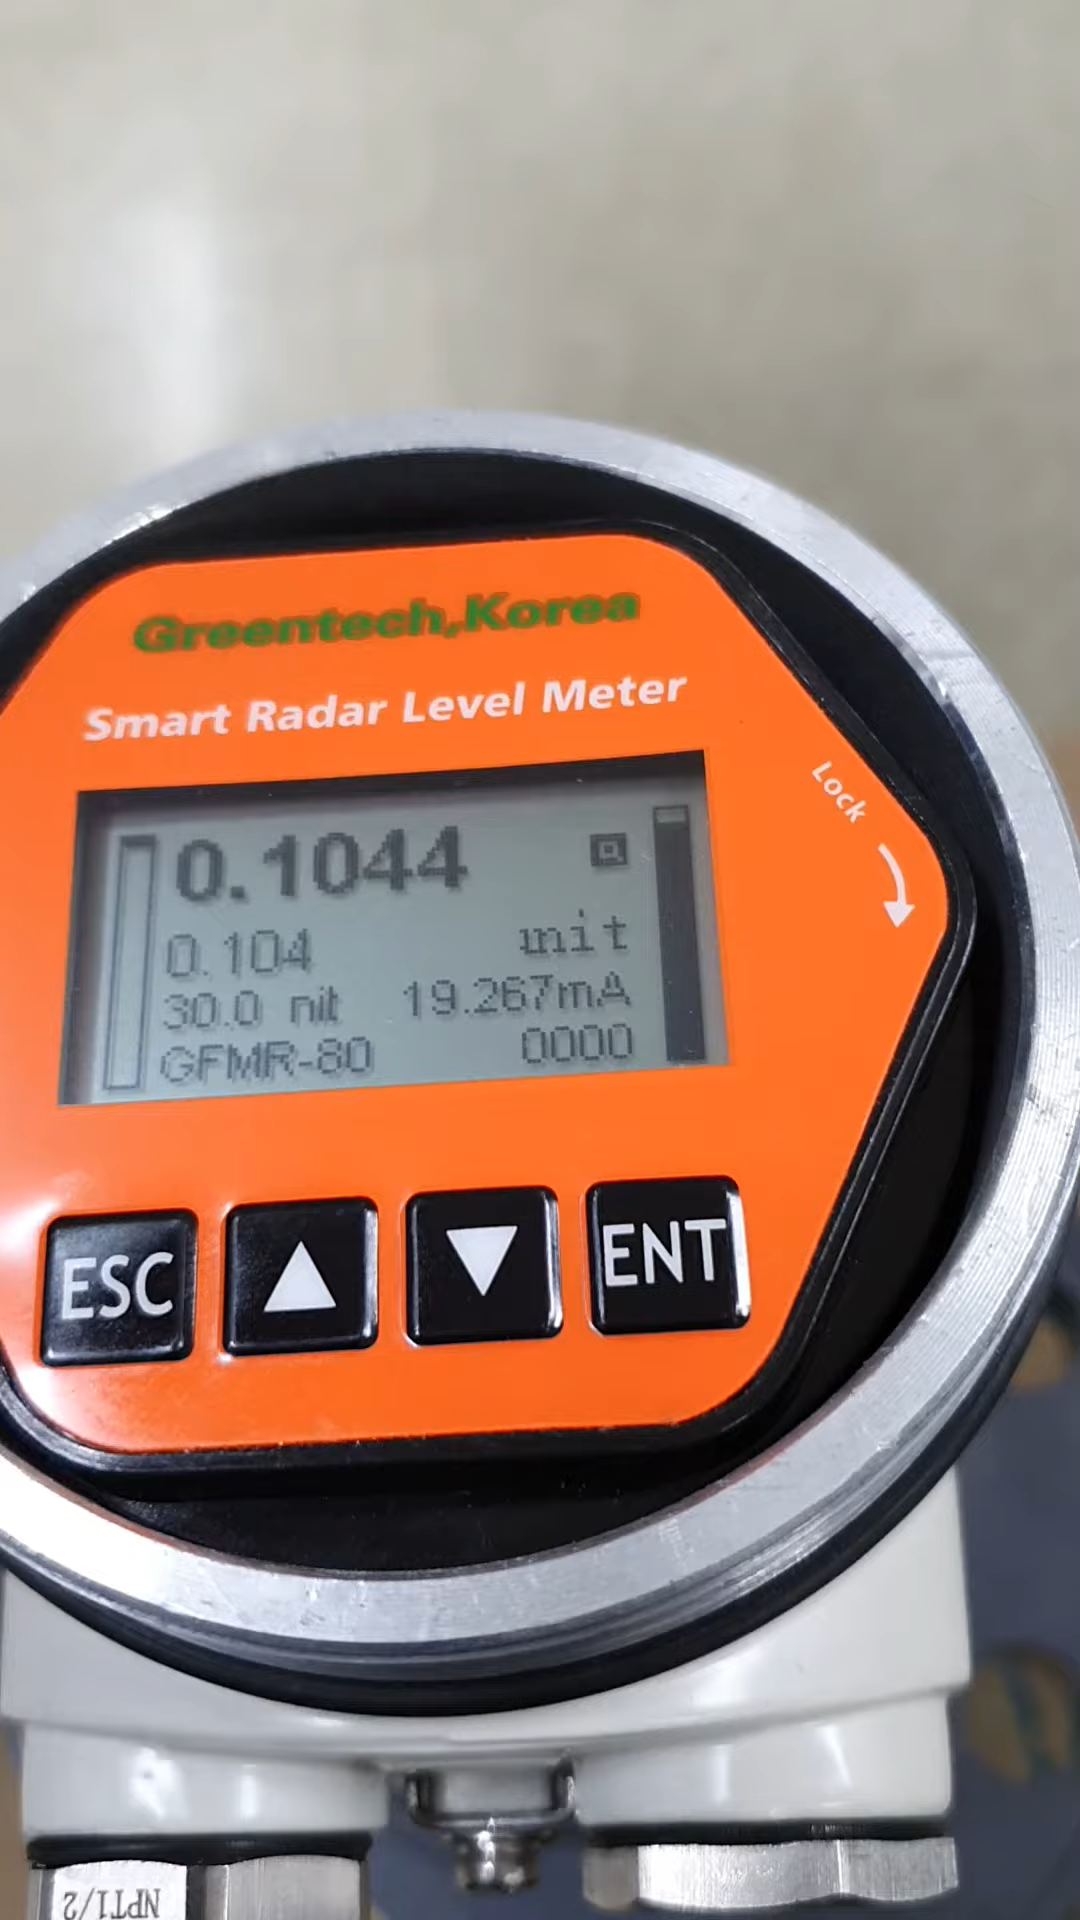 Greentech,Korea
Smart Radar Level Meter
Lock
0.1044
0.104 unit
30.0 nit 19.267mA
GFMR-80 0000
ESC ENT
NPT1/2